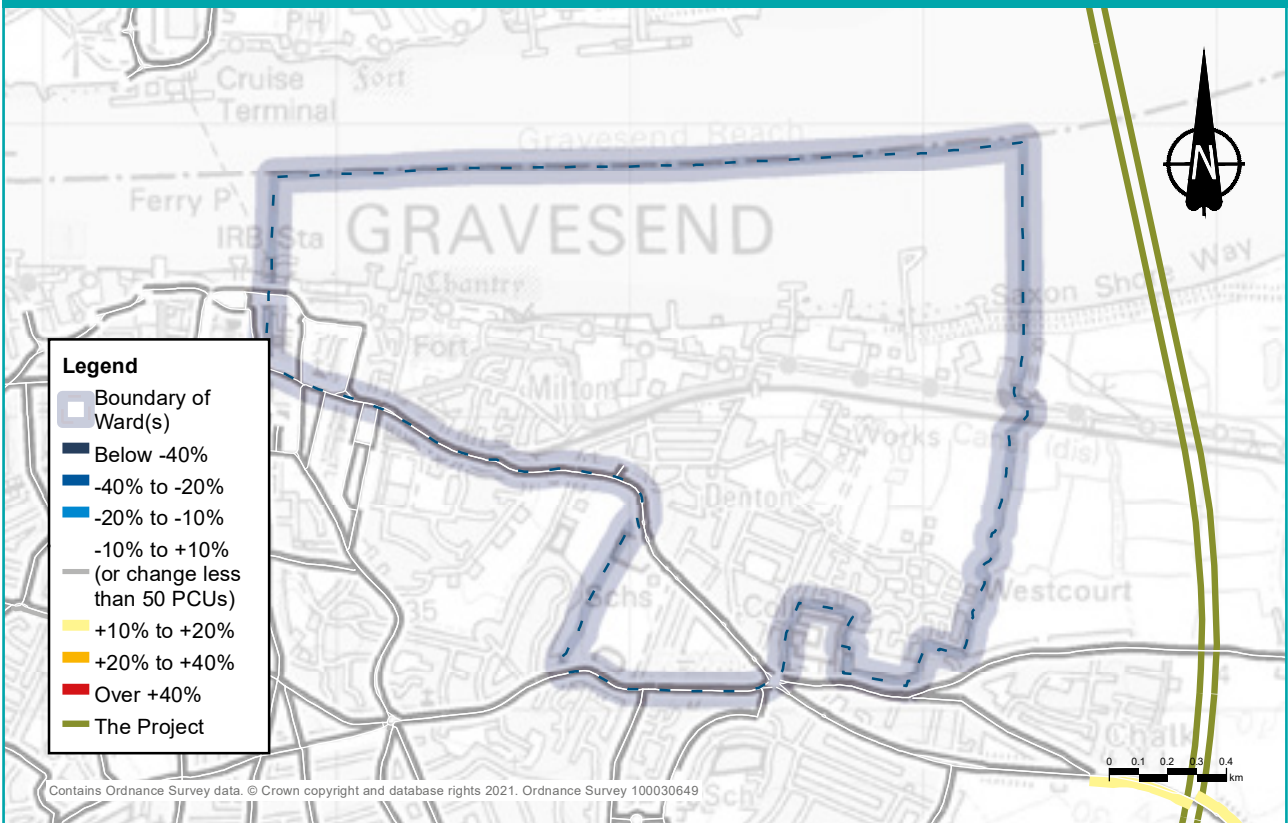 PH
Cruise
Terminal
Fort
Gravesend Reach
N
Ferry P
IRB Sta
GRAVESEND
Chantry
Saxon Shore Way
Fort
Milton
Works Canal (dis)
Denton
Schs
Westcourt
35
Chalk
Sch
Legend
Boundary of
Ward(s)
Below -40%
-40% to -20%
-20% to -10%
-10% to +10%
(or change less
than 50 PCUs)
+10% to +20%
+20% to +40%
Over +40%
The Project
0 0.1 0.2 0.3 0.4
km
Contains Ordnance Survey data. © Crown copyright and database rights 2021. Ordnance Survey 100030649